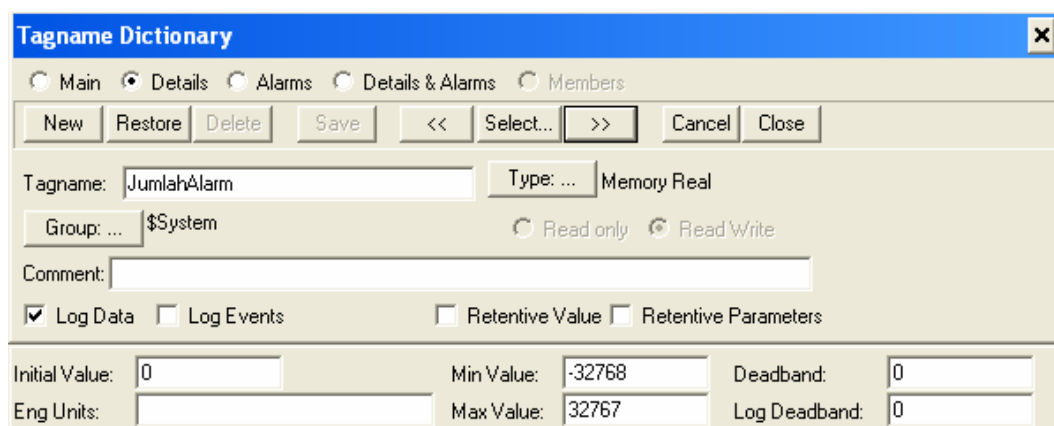 Tagname Dictionary
Main Details Alarms Details & Alarms Members
New Restore Delete Save << Select... >> Cancel Close
Tagname: JumlahAlarm Type: ... Memory Real
Group: ... $System Read only Read Write
Comment:
Log Data Log Events Retentive Value Retentive Parameters
Initial Value: 0 Min Value: -32768 Deadband: 0
Eng Units: Max Value: 32767 Log Deadband: 0